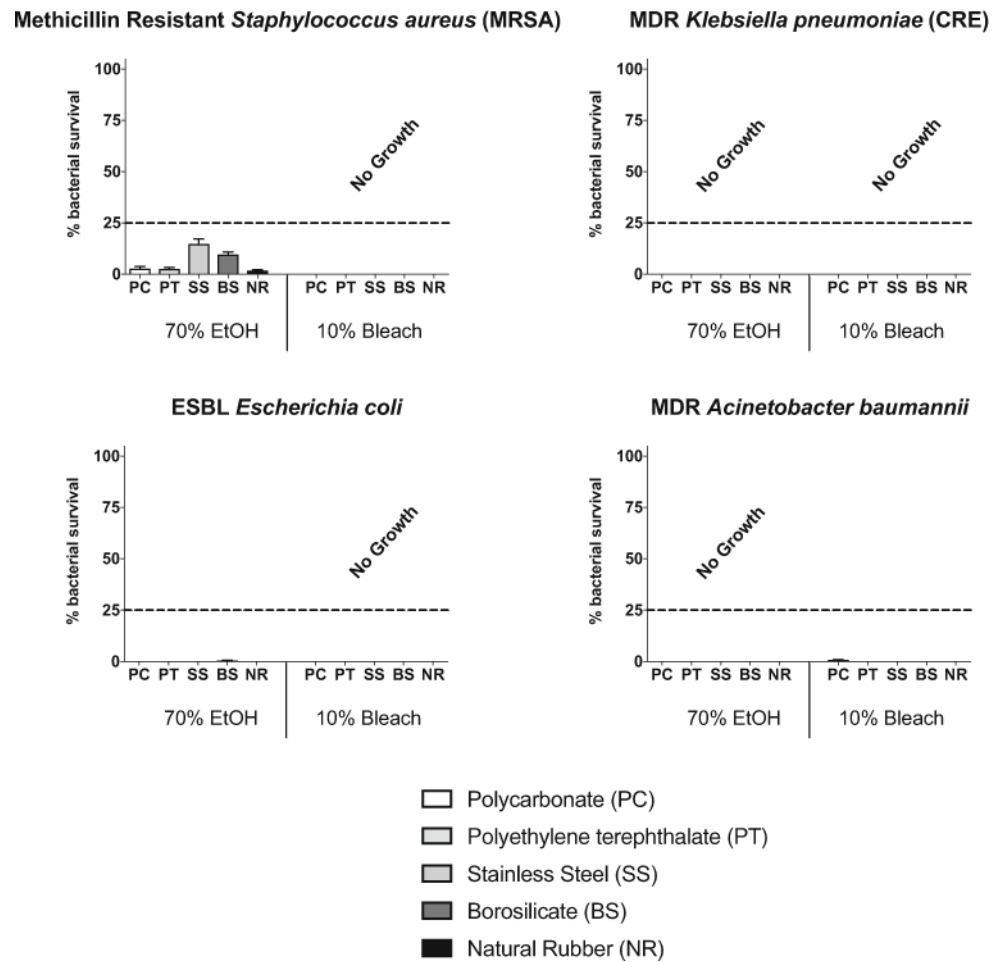 Methicillin Resistant Staphylococcus aureus (MRSA)
% bacterial survival
100
75
50
25
0
No Growth
PC PT SS BS NR PC PT SS BS NR
70% EtOH 10% Bleach
MDR Klebsiella pneumoniae (CRE)
% bacterial survival
100
75
50
25
0
No Growth
No Growth
PC PT SS BS NR PC PT SS BS NR
70% EtOH 10% Bleach
ESBL Escherichia coli
% bacterial survival
100
75
50
25
0
No Growth
PC PT SS BS NR PC PT SS BS NR
70% EtOH 10% Bleach
MDR Acinetobacter baumannii
% bacterial survival
100
75
50
25
0
No Growth
PC PT SS BS NR PC PT SS BS NR
70% EtOH 10% Bleach
Polycarbonate (PC)
Polyethylene terephthalate (PT)
Stainless Steel (SS)
Borosilicate (BS)
Natural Rubber (NR)